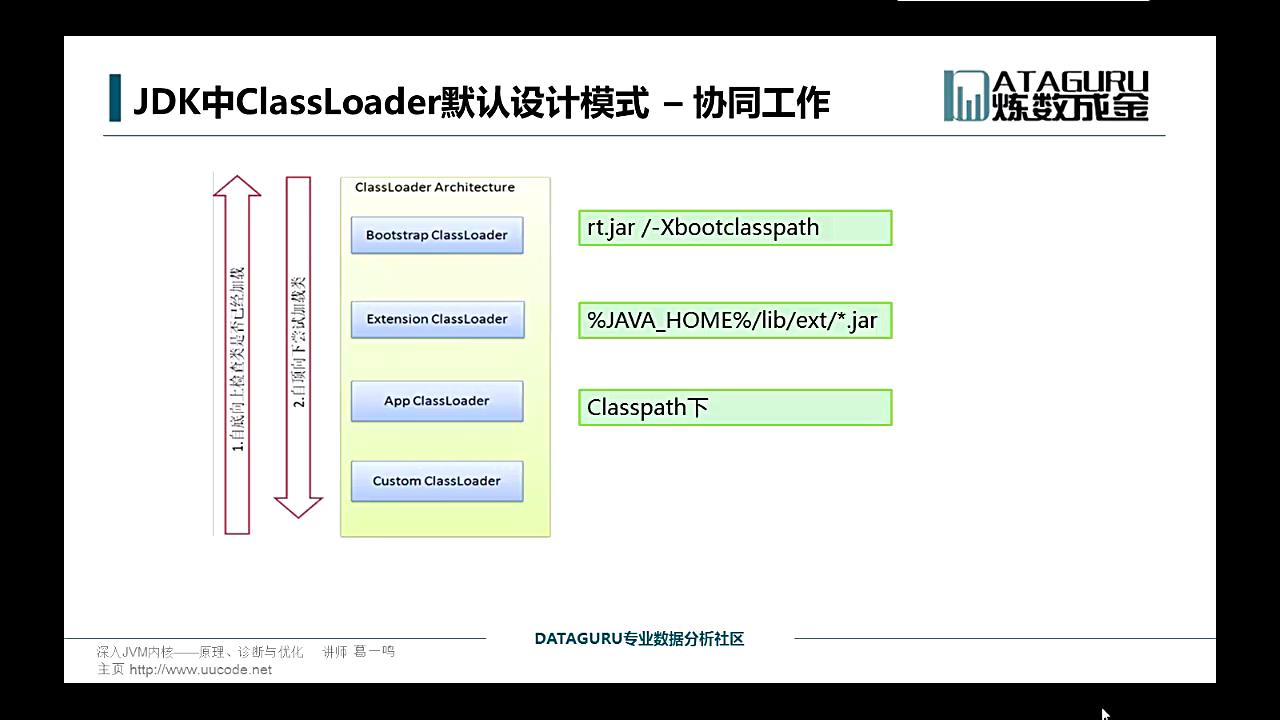 JDK中ClassLoader默认设计模式 – 协同工作
DATAGURU
炼数成金
1.自底向上检查类是否已经加载
2.自顶向下尝试加载类
ClassLoader Architecture
Bootstrap ClassLoader
rt.jar /-Xbootclasspath
Extension ClassLoader
%JAVA_HOME%/lib/ext/*.jar
App ClassLoader
Classpath下
Custom ClassLoader
DATAGURU专业数据分析社区
深入JVM内核——原理、诊断与优化 讲师 葛一鸣
主页 http://www.uucode.net